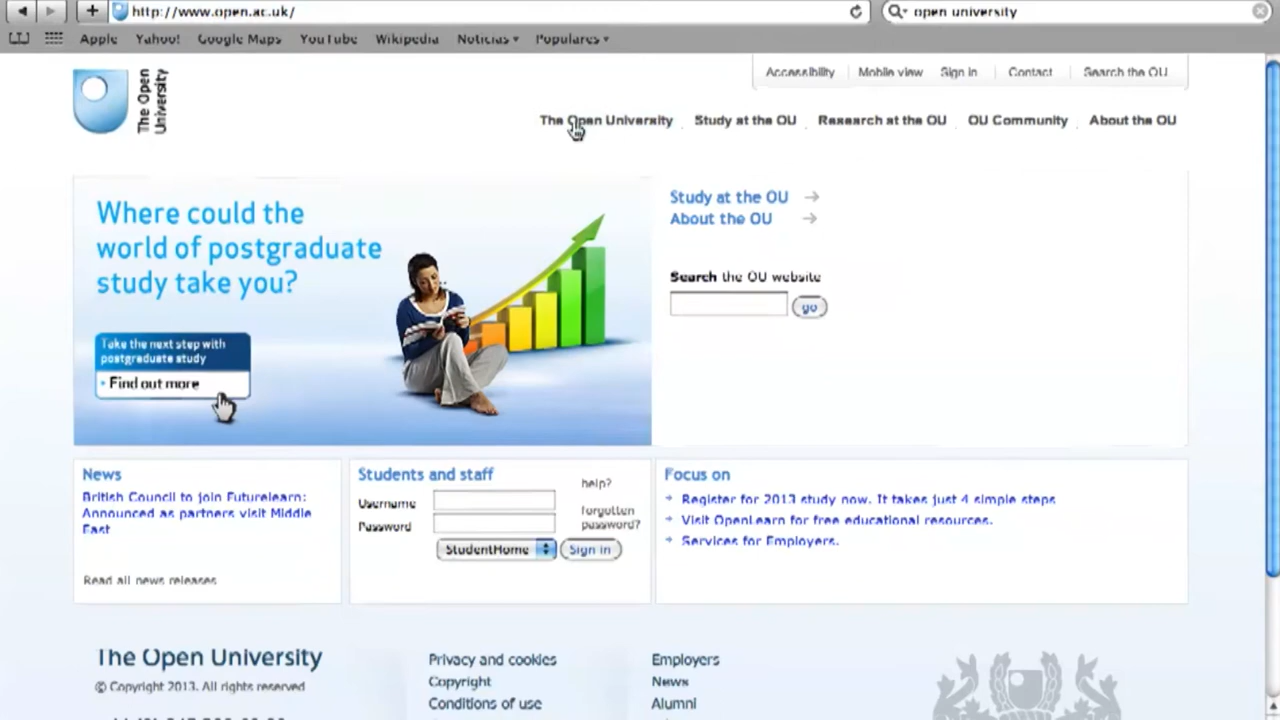 http://www.open.ac.uk/
open university
Apple Yahoo! Google Maps YouTube Wikipedia Noticias Populares
The Open
University
Accessibility Mobile view Sign in Contact Search the OU
The Open University Study at the OU Research at the OU OU Community About the OU
Where could the
world of postgraduate
study take you?
Take the next step with
postgraduate study
Find out more
Study at the OU
About the OU
Search the OU website
go
News
British Council to join Futurelearn:
Announced as partners visit Middle
East
Read all news releases
Students and staff
Username
Password
help?
forgotten
password?
StudentHome Sign in
Focus on
Register for 2013 study now. It takes just 4 simple steps
Visit OpenLearn for free educational resources.
Services for Employers.
The Open University
© Copyright 2013. All rights reserved
Privacy and cookies
Copyright
Conditions of use
Employers
News
Alumni